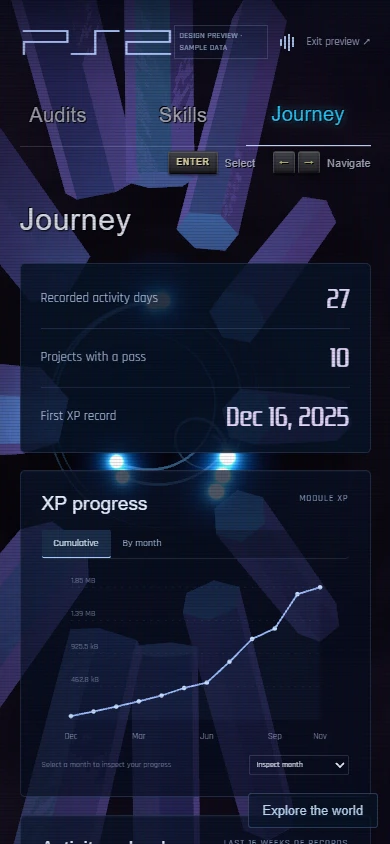 PS2
DESIGN PREVIEW ·
SAMPLE DATA
Exit preview ↗
Audits
Skills
Journey
ENTER
Select
← →
Navigate
Journey
Recorded activity days
27
Projects with a pass
10
First XP record
Dec 16, 2025
XP progress
MODULE XP
Cumulative
By month
1.85 MB
1.39 MB
925.5 kB
462.8 kB
Dec
Mar
Jun
Sep
Nov
Select a month to inspect your progress
Inspect month
Explore the world
LAST 16 WEEKS OF RECORDS